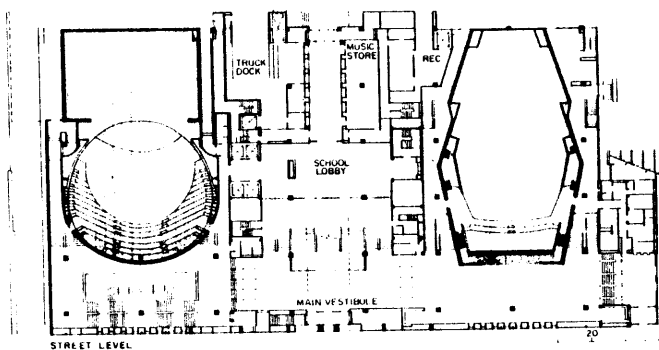 TRUCK
DOCK
MUSIC
STORE
REC
SCHOOL
LOBBY
MAIN VESTIBULE
20
STREET LEVEL